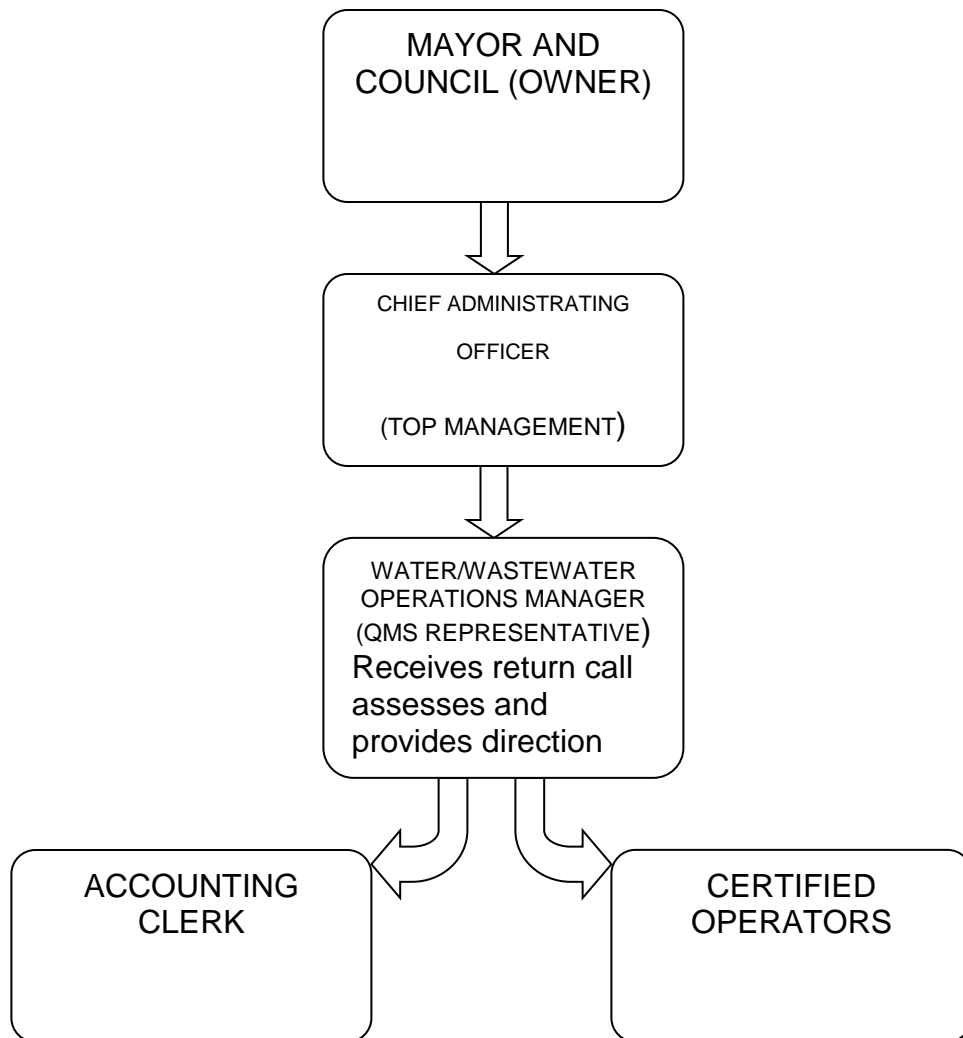 MAYOR AND
COUNCIL (OWNER)
CHIEF ADMINISTRATING
OFFICER
(TOP MANAGEMENT)
WATER/WASTEWATER
OPERATIONS MANAGER
(QMS REPRESENTATIVE)
Receives return call
assesses and
provides direction
ACCOUNTING
CLERK
CERTIFIED
OPERATORS